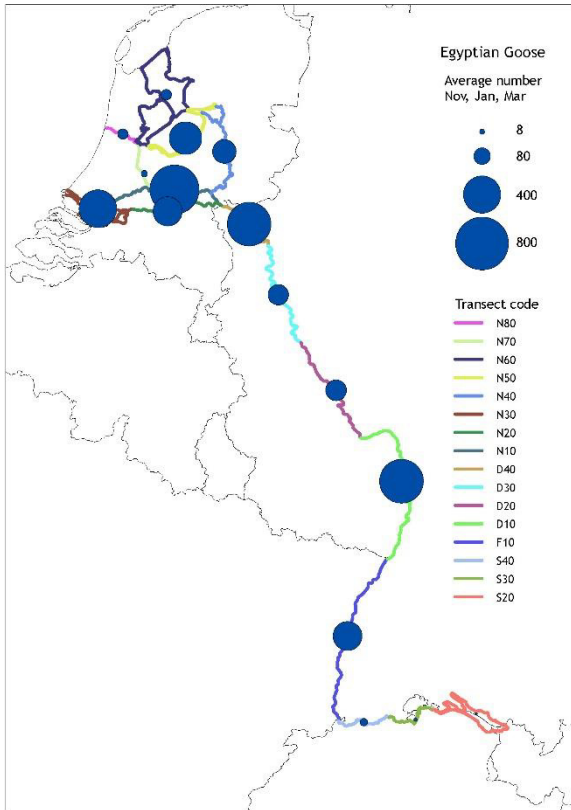 Egyptian Goose
Average number
Nov, Jan, Mar
8
80
400
800
Transect code
N80
N70
N60
N50
N40
N30
N20
N10
D40
D30
D20
D10
F10
S40
S30
S20